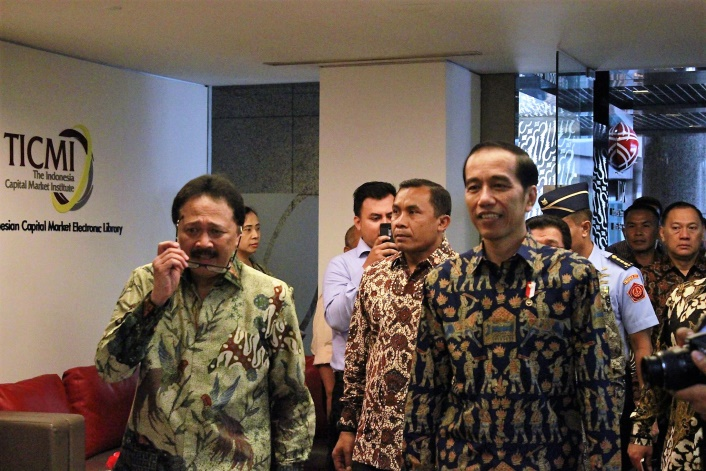 TICMI
The Indonesia
Capital Market Institute
esian Capital Market Electronic Library